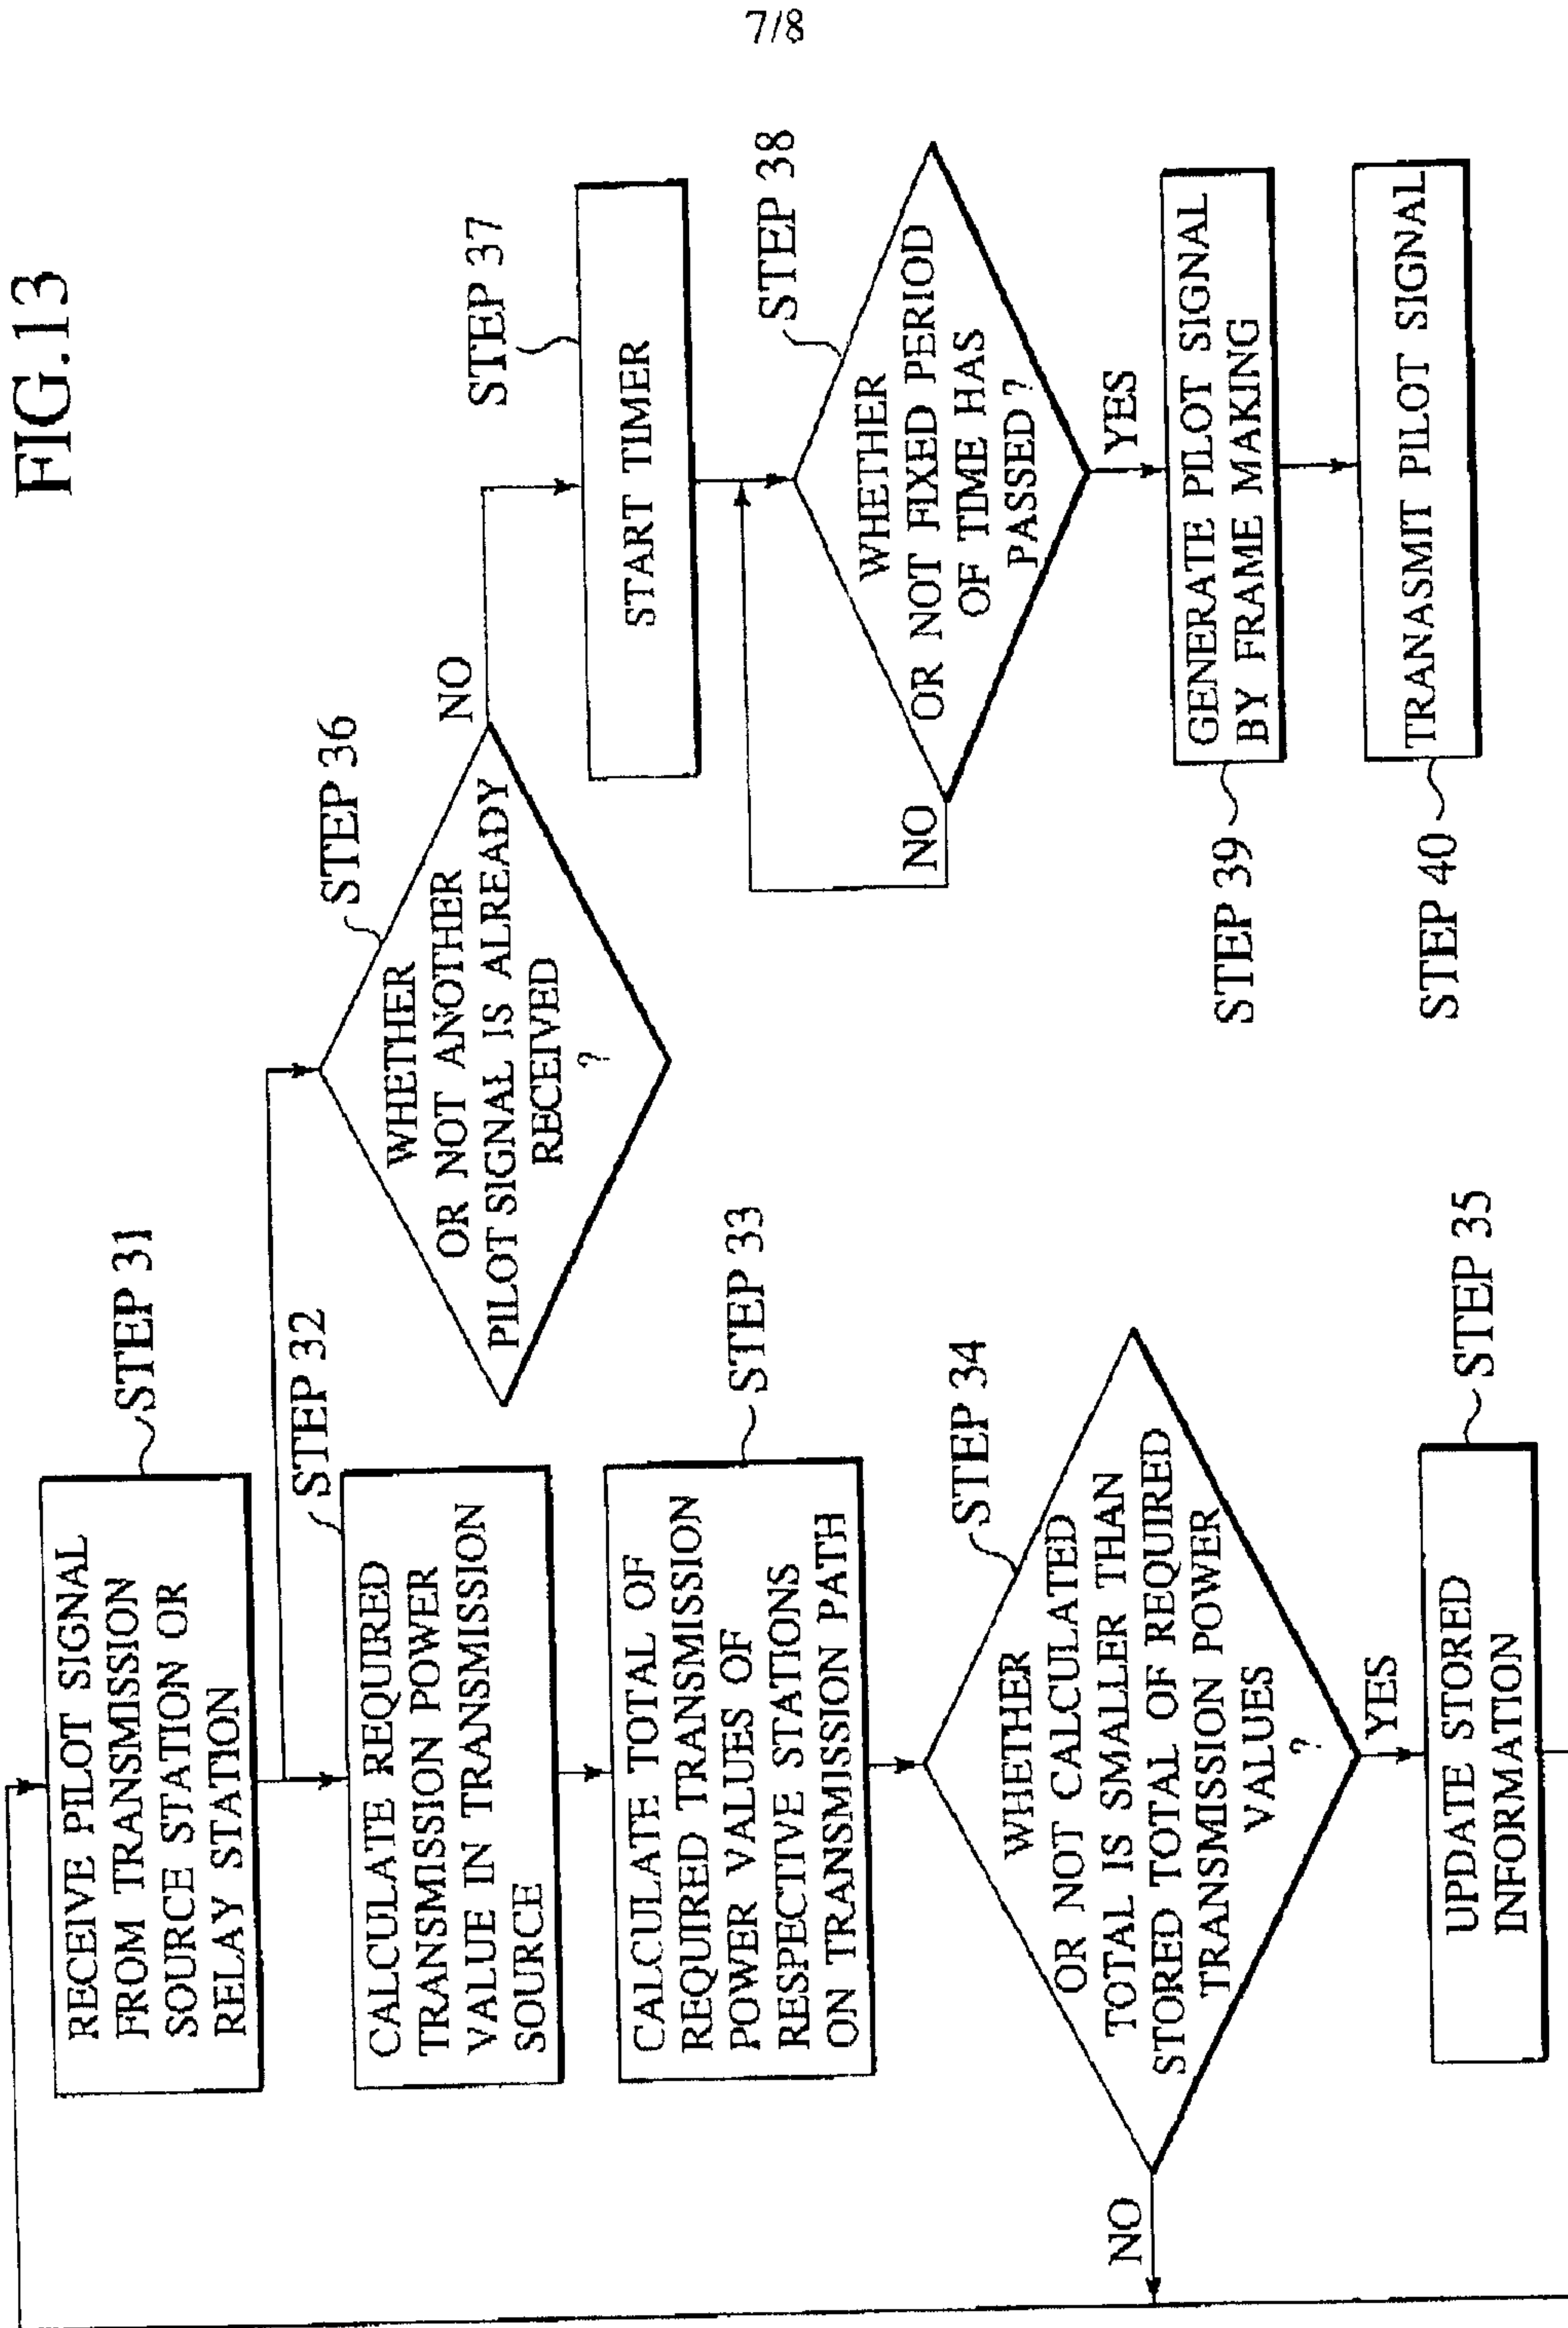 7/8
FIG.13
RECEIVE PILOT SIGNAL
FROM TRANSMISSION
SOURCE STATION OR
RELAY STATION
STEP 31
CALCULATE REQUIRED
TRANSMISSION POWER
VALUE IN TRANSMISSION
SOURCE
STEP 32
CALCULATE TOTAL OF
REQUIRED TRANSMISSION
POWER VALUES OF
RESPECTIVE STATIONS
ON TRANSMISSION PATH
STEP 33
WHETHER
OR NOT CALCULATED
TOTAL IS SMALLER THAN
STORED TOTAL OF REQUIRED
TRANSMISSION POWER
VALUES
?
STEP 34
NO
YES
UPDATE STORED
INFORMATION
STEP 35
WHETHER
OR NOT ANOTHER
PILOT SIGNAL IS ALREADY
RECEIVED
?
STEP 36
NO
START TIMER
STEP 37
WHETHER
OR NOT FIXED PERIOD
OF TIME HAS
PASSED ?
STEP 38
NO
YES
GENERATE PILOT SIGNAL
BY FRAME MAKING
STEP 39
TRANASMIT PILOT SIGNAL
STEP 40